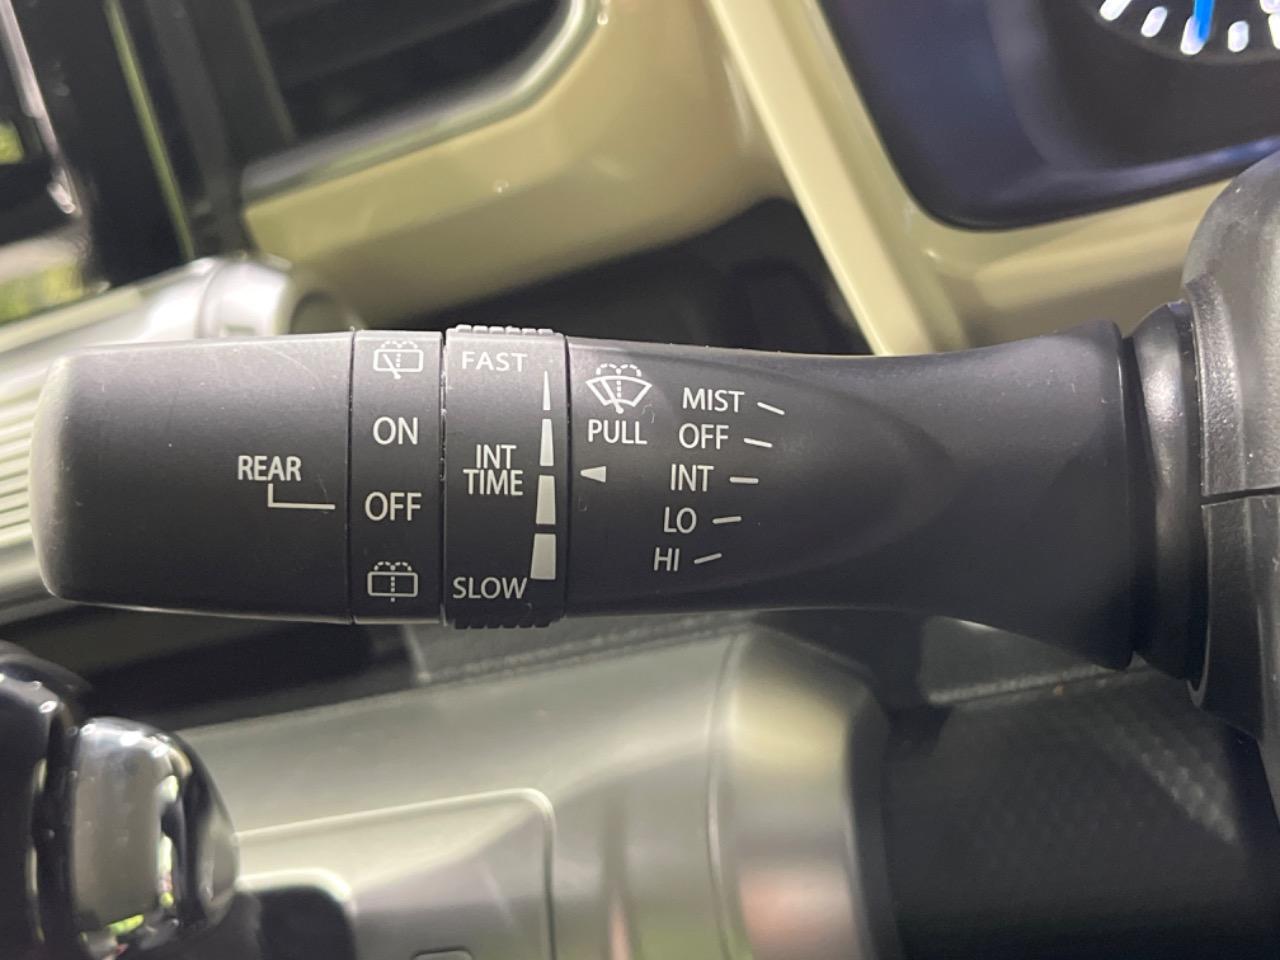 REAR
ON
OFF
FAST
INT
TIME
SLOW
PULL
MIST
OFF
INT
LO
HI